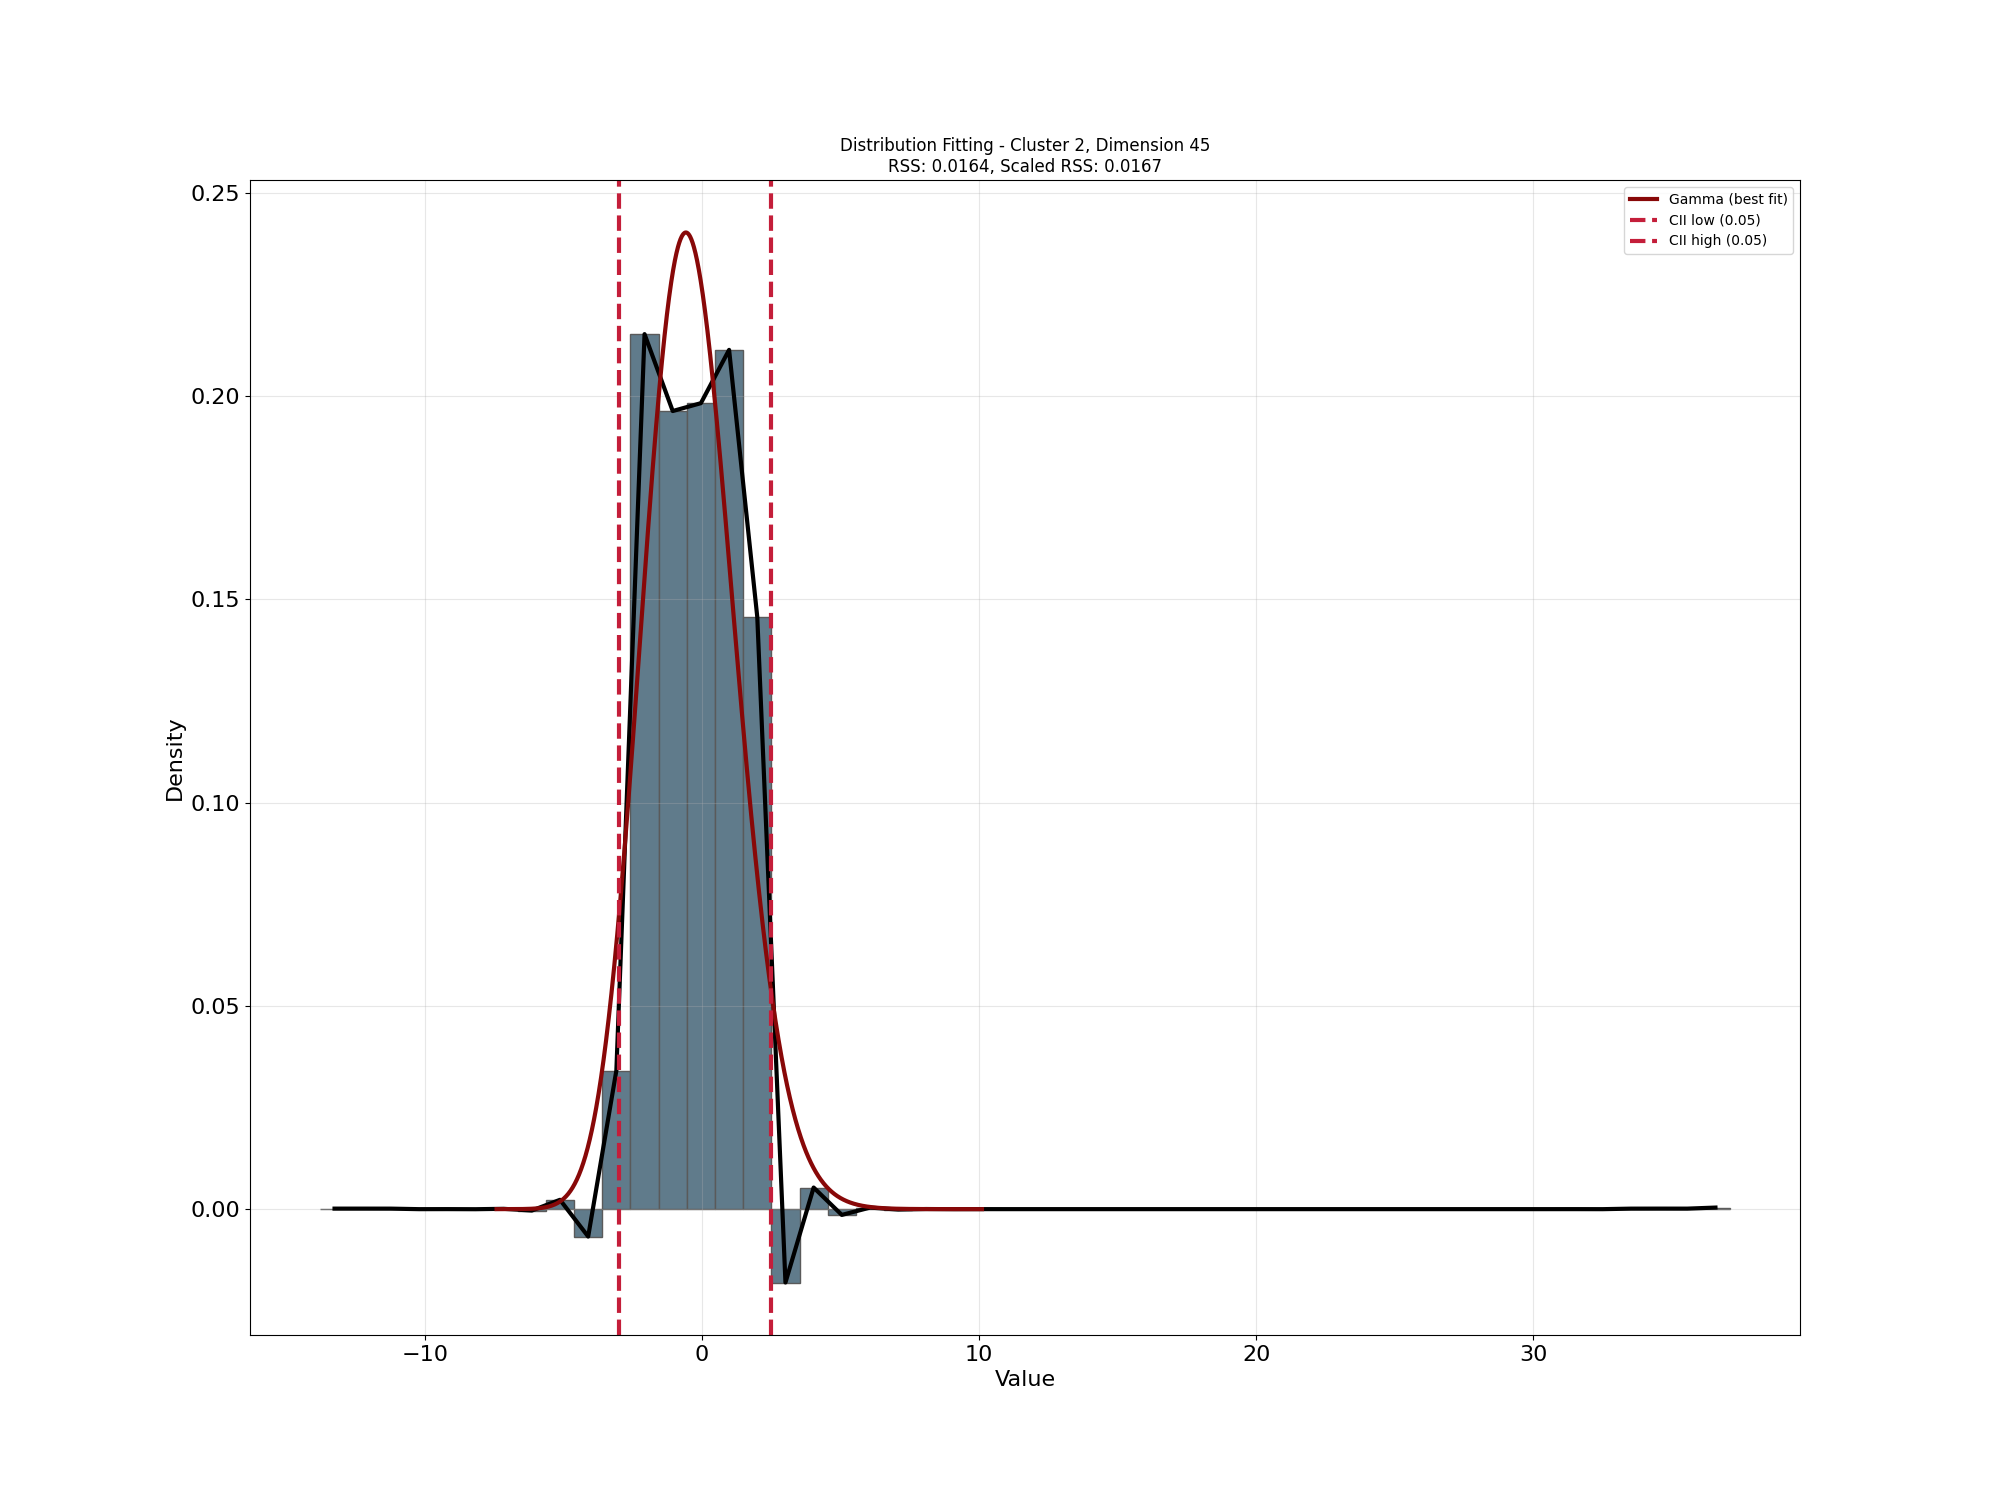 Distribution Fitting - Cluster 2, Dimension 45
RSS: 0.0164, Scaled RSS: 0.0167
Gamma (best fit)
CII low (0.05)
CII high (0.05)
0.25
0.20
0.15
0.10
0.05
0.00
Density
−10
0
10
20
30
Value